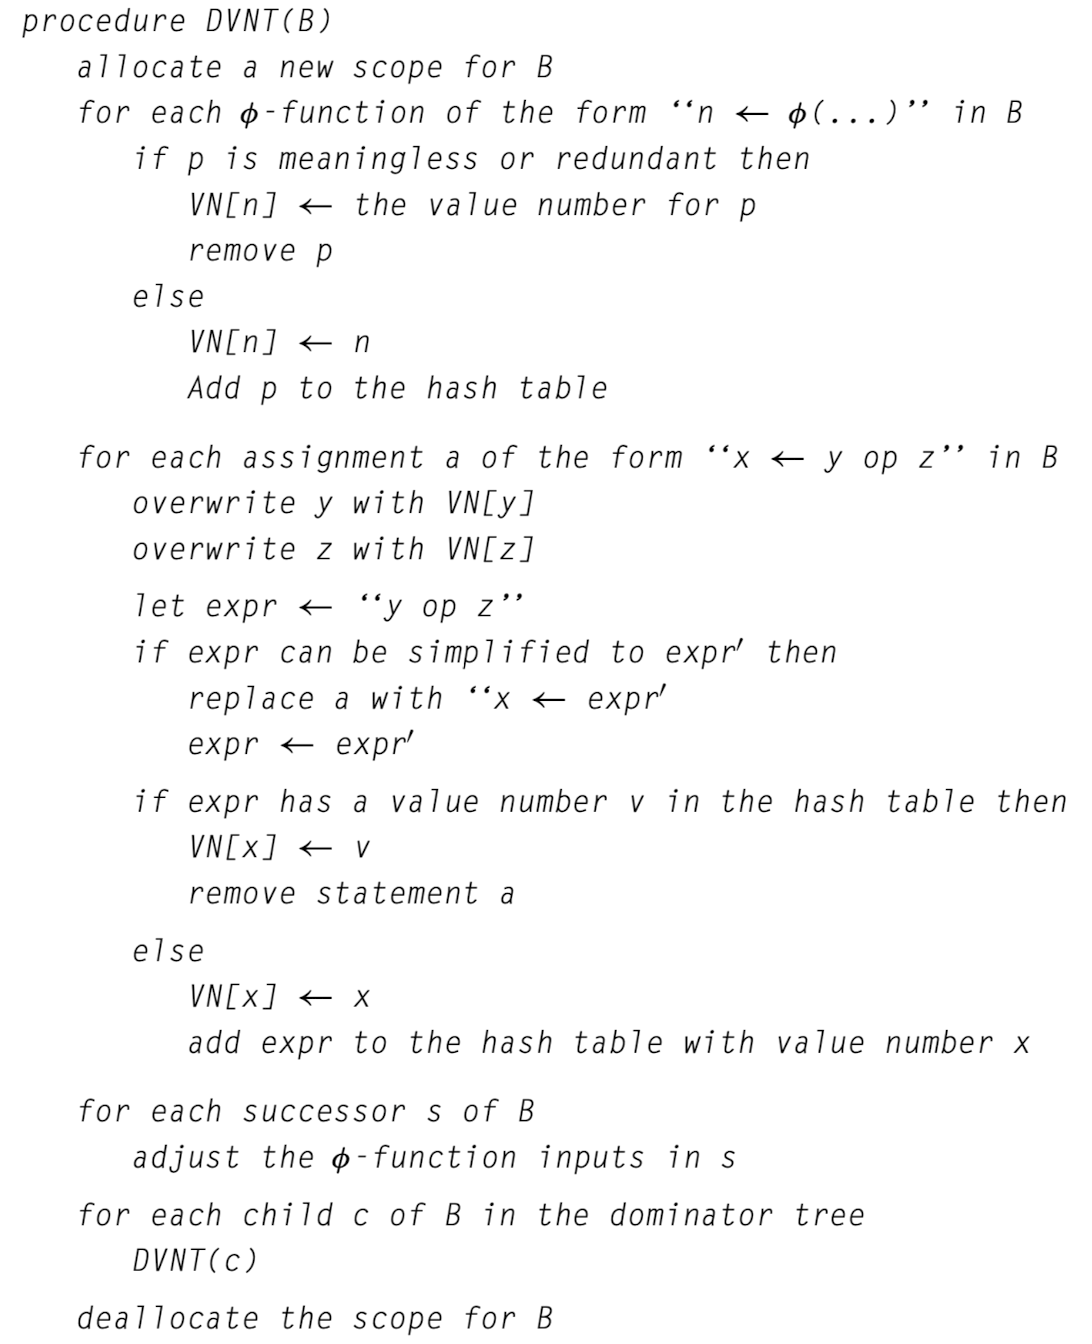 procedure DVNT(B)
allocate a new scope for B
for each ϕ-function of the form ‘‘n ← ϕ(...)’’ in B
if p is meaningless or redundant then
VN[n] ← the value number for p
remove p
else
VN[n] ← n
Add p to the hash table
for each assignment a of the form ‘‘x ← y op z’’ in B
overwrite y with VN[y]
overwrite z with VN[z]
let expr ← ‘‘y op z’’
if expr can be simplified to expr′ then
replace a with ‘‘x ← expr′
expr ← expr′
if expr has a value number v in the hash table then
VN[x] ← v
remove statement a
else
VN[x] ← x
add expr to the hash table with value number x
for each successor s of B
adjust the ϕ-function inputs in s
for each child c of B in the dominator tree
DVNT(c)
deallocate the scope for B